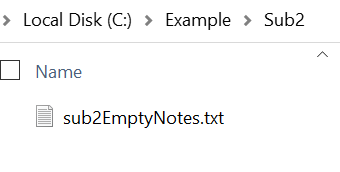 Local Disk (C:) Example Sub2
Name
sub2EmptyNotes.txt